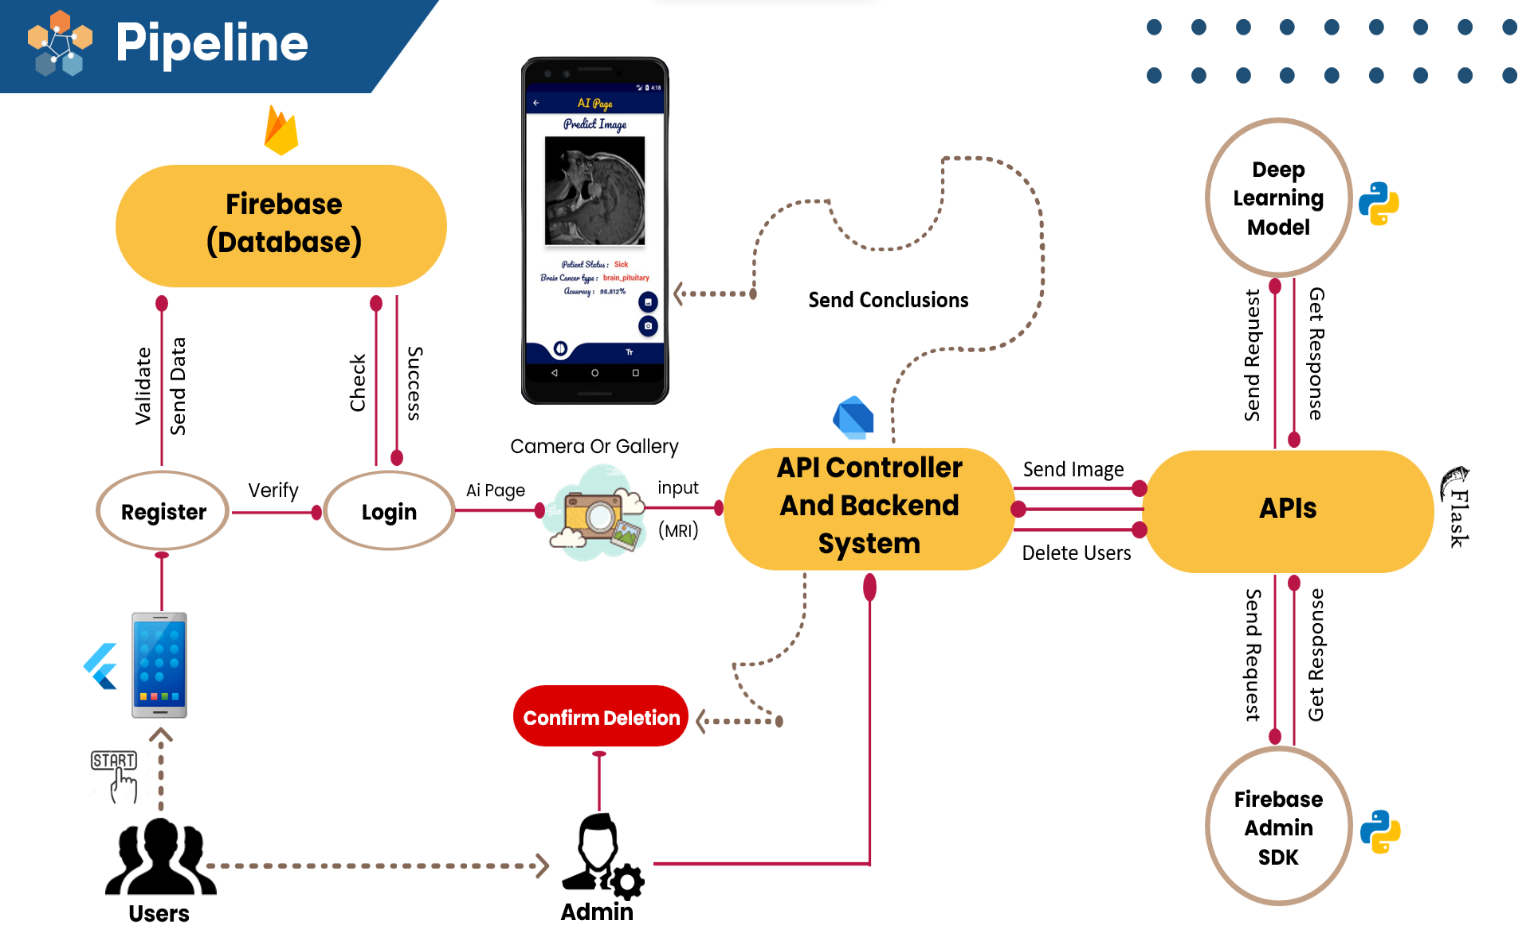 Pipeline
Firebase
(Database)
Validate
Send Data
Check
Success
Register
Verify
Login
Ai Page
4:18
AI Page
Predict Image
Patient Status : Sick
Brain Cancer type : brain_pituitary
Accuracy : 98.812%
Tr
Camera Or Gallery
input
(MRI)
Send Conclusions
API Controller
And Backend
System
Send Image
Delete Users
APIs
Flask
Deep
Learning
Model
Send Request
Get Response
Send Request
Get Response
Firebase
Admin
SDK
Confirm Deletion
START
Users
Admin